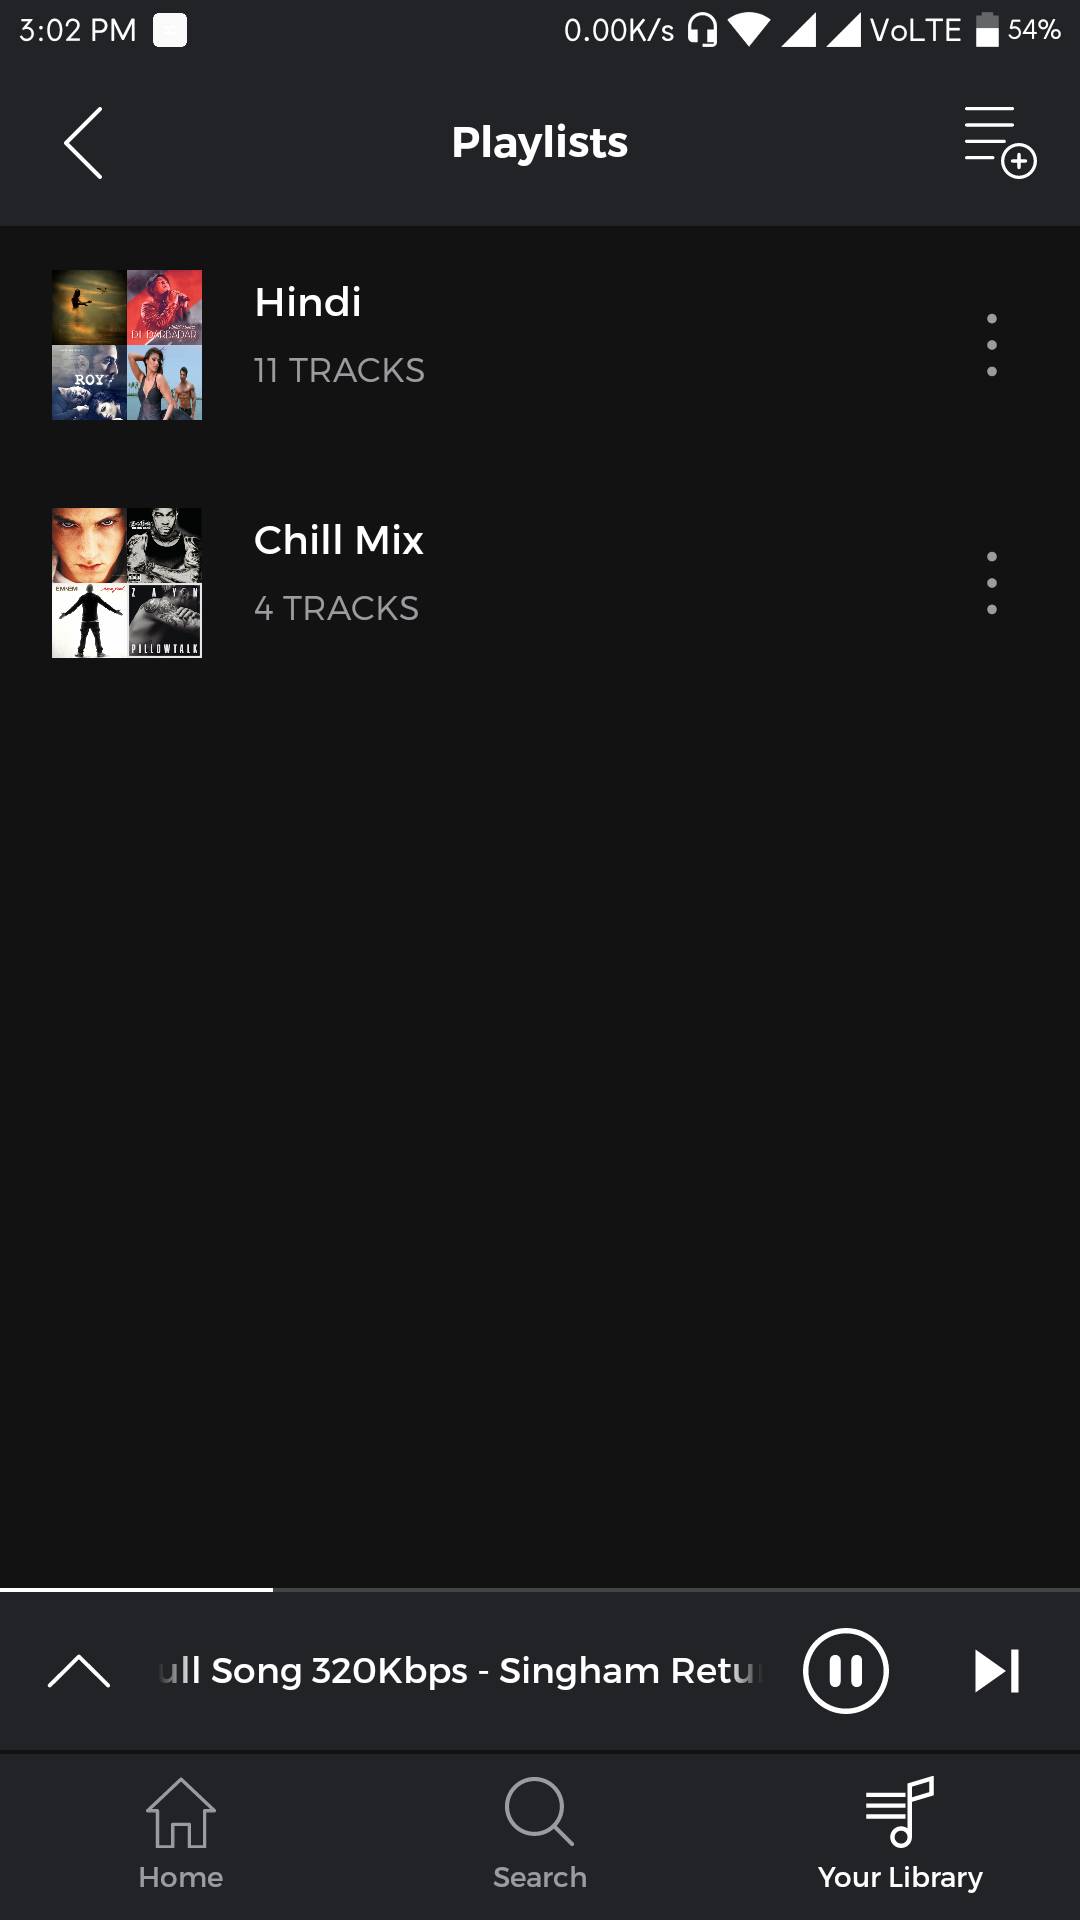 3:02 PM 0.00K/s VoLTE 54%
Playlists
Hindi
11 TRACKS
DIL DARBADAR
ROY
Chill Mix
4 TRACKS
EMINEM
ZAYN
PILLOWTALK
ull Song 320Kbps - Singham Retu
Home
Search
Your Library